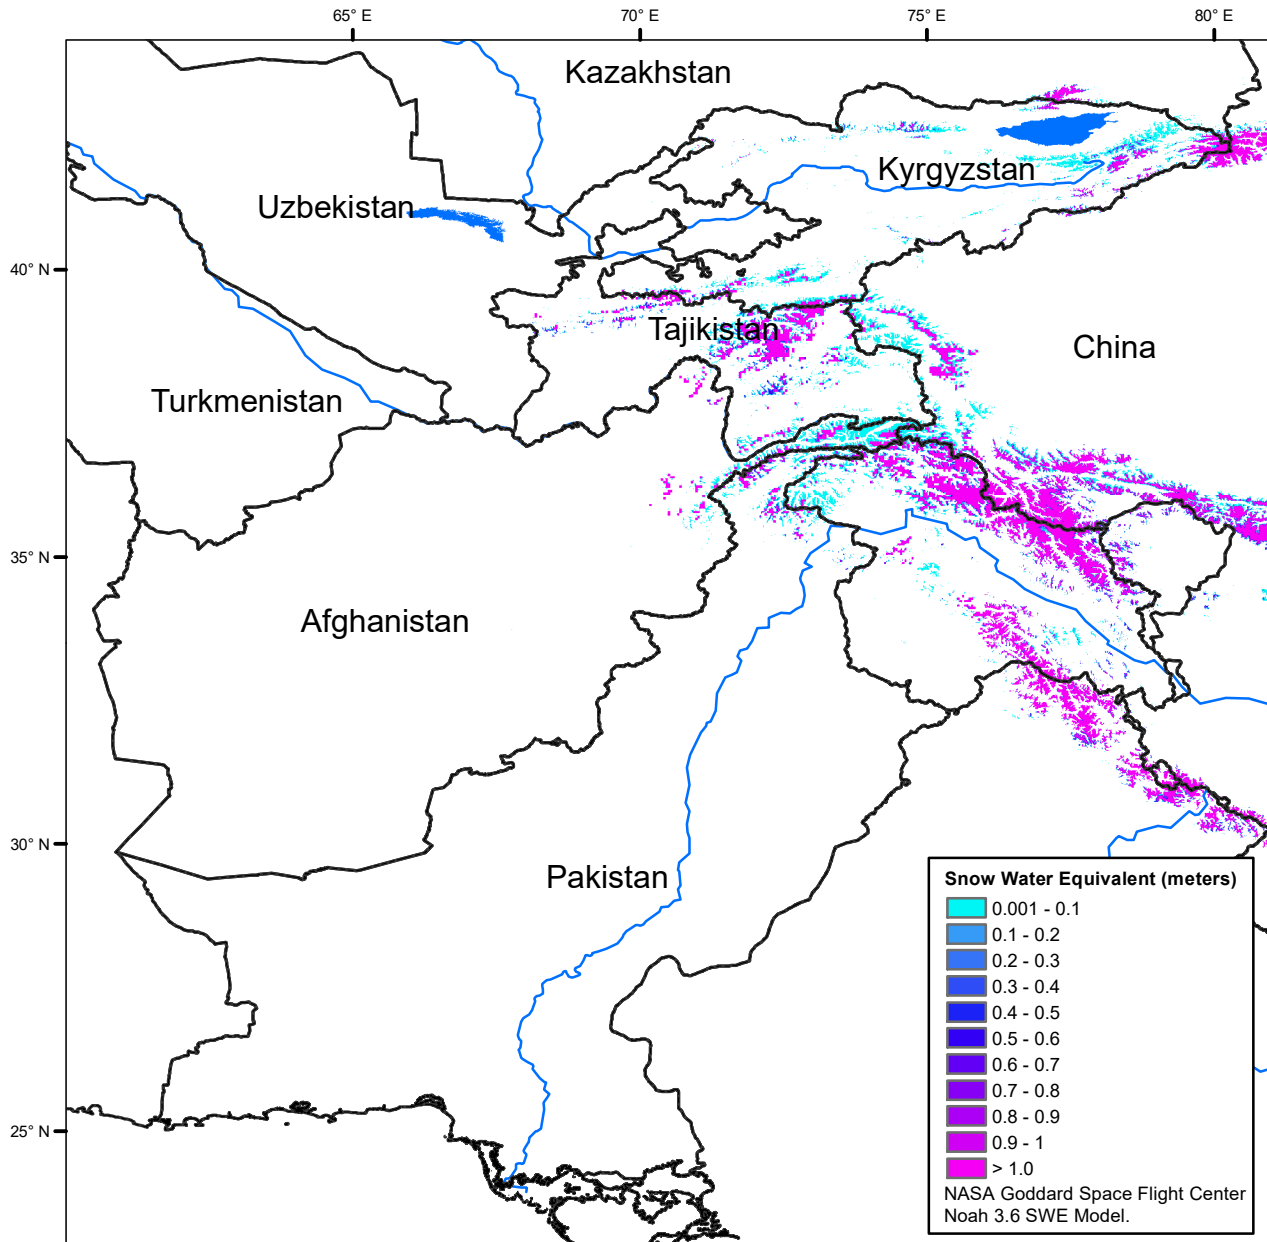 65° E
70° E
75° E
80° E
Kazakhstan
Kyrgyzstan
Uzbekistan
40° N
Tajikistan
China
Turkmenistan
35° N
Afghanistan
30° N
Pakistan
25° N
Snow Water Equivalent (meters)
0.001 - 0.1
0.1 - 0.2
0.2 - 0.3
0.3 - 0.4
0.4 - 0.5
0.5 - 0.6
0.6 - 0.7
0.7 - 0.8
0.8 - 0.9
0.9 - 1
> 1.0
NASA Goddard Space Flight Center
Noah 3.6 SWE Model.